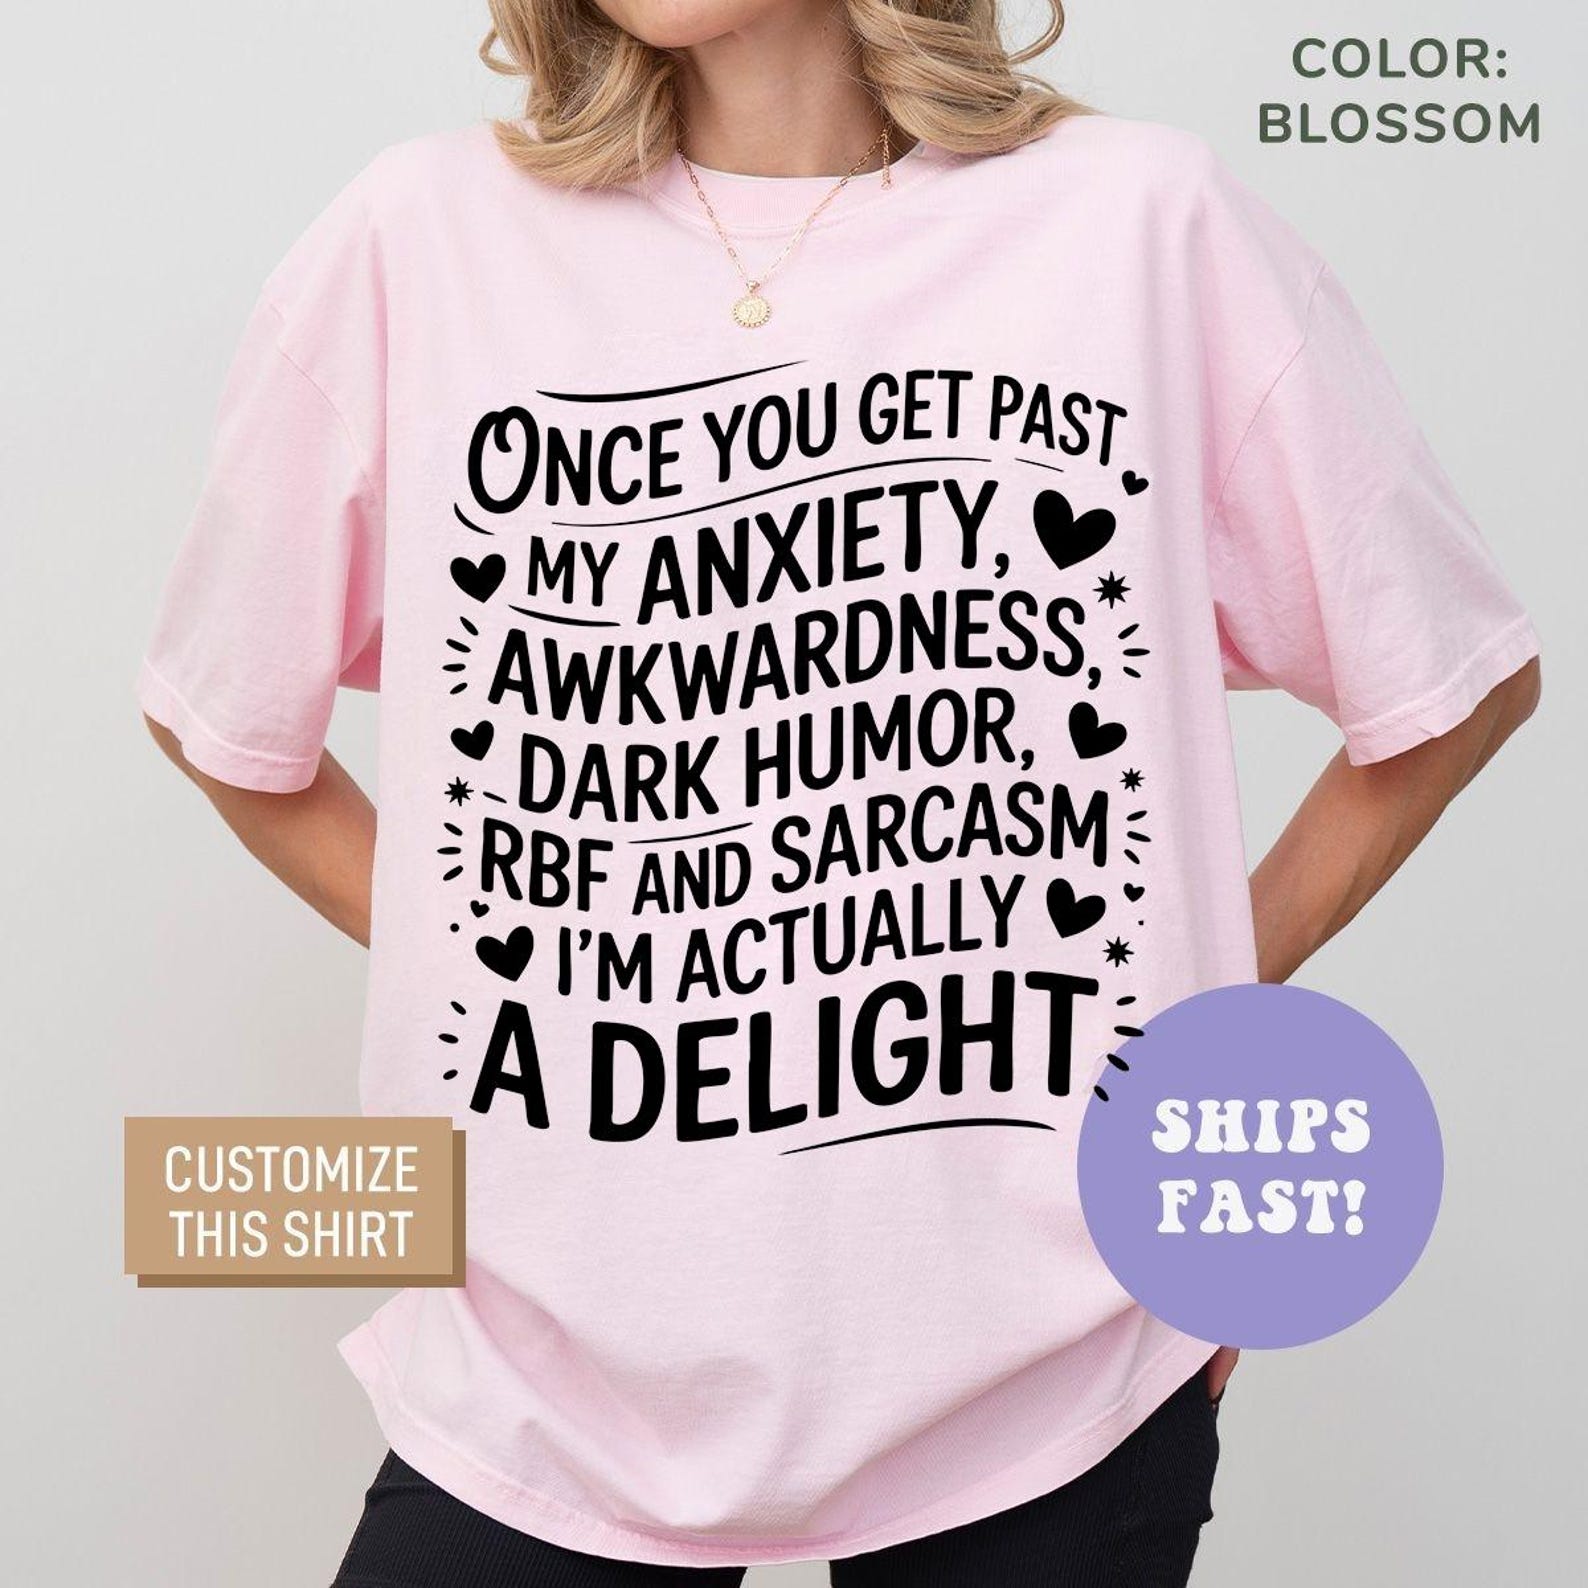 COLOR:
BLOSSOM
ONCE YOU GET PAST
MY ANXIETY,
AWKWARDNESS,
DARK HUMOR,
RBF AND SARCASM
I'M ACTUALLY
A DELIGHT
CUSTOMIZE
THIS SHIRT
SHIPS
FAST!